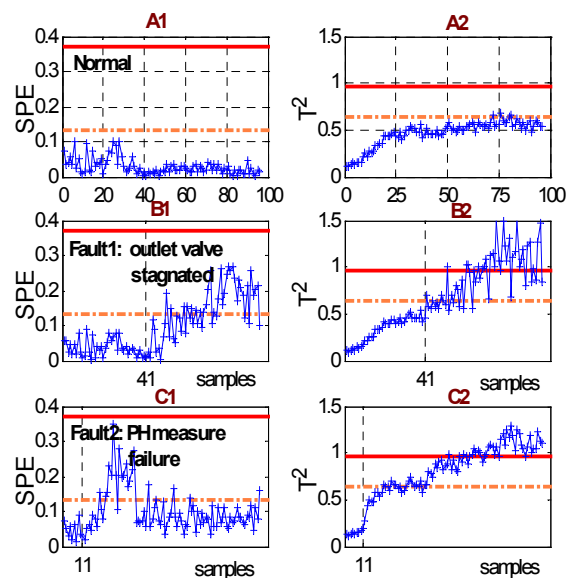 A1
A2
0.4
0.3
0.2
0.1
0
SPE
Normal
0 20 40 60 80 100
1.5
1
0.5
0
T2
0 25 50 75 100
B1
B2
0.4
0.3
0.2
0.1
0
SPE
Fault1: outlet valve
stagnated
41 samples
1.5
1
0.5
0
T2
41 samples
C1
C2
0.4
0.3
0.2
0.1
0
SPE
Fault2: PH measure
failure
11 samples
1.5
1
0.5
0
T2
11 samples